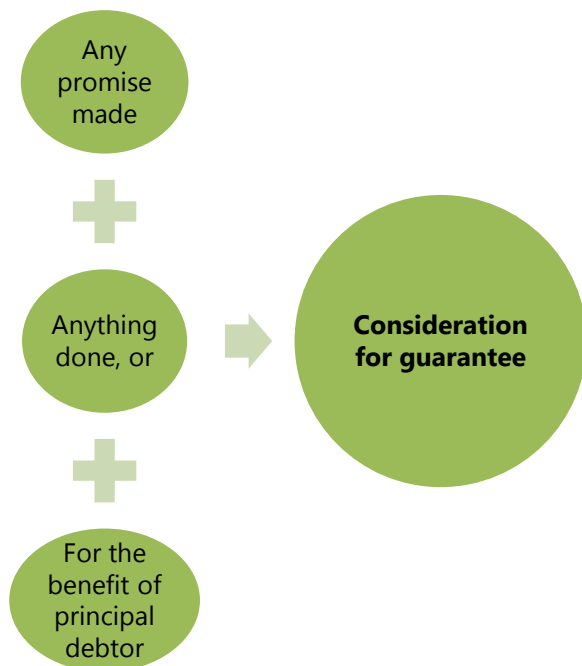 Any
promise
made
Anything
done, or
Consideration
for guarantee
For the
benefit of
principal
debtor